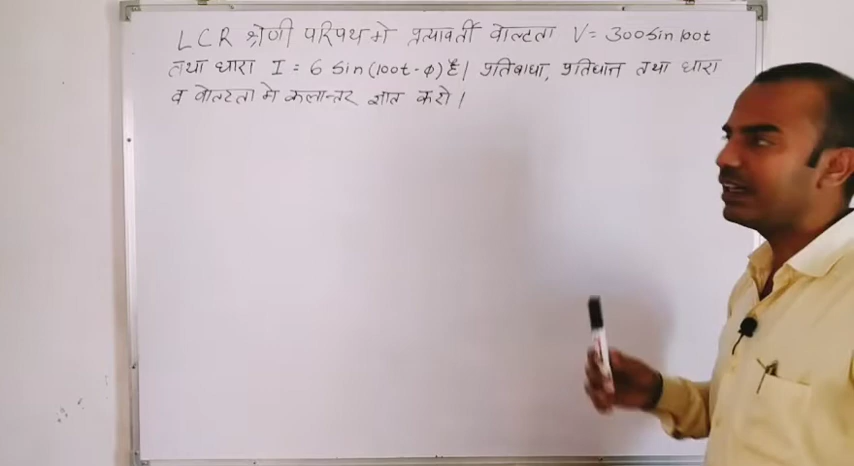 LCR श्रेणी परिपथ मे प्रत्यावर्ती वोल्टता V = 300 Sin 100t
तथा धारा I = 6 Sin (100t - ϕ) है। प्रतिबाधा, प्रतिघात तथा धारा
व वोल्टता मे कलान्तर ज्ञात करो।